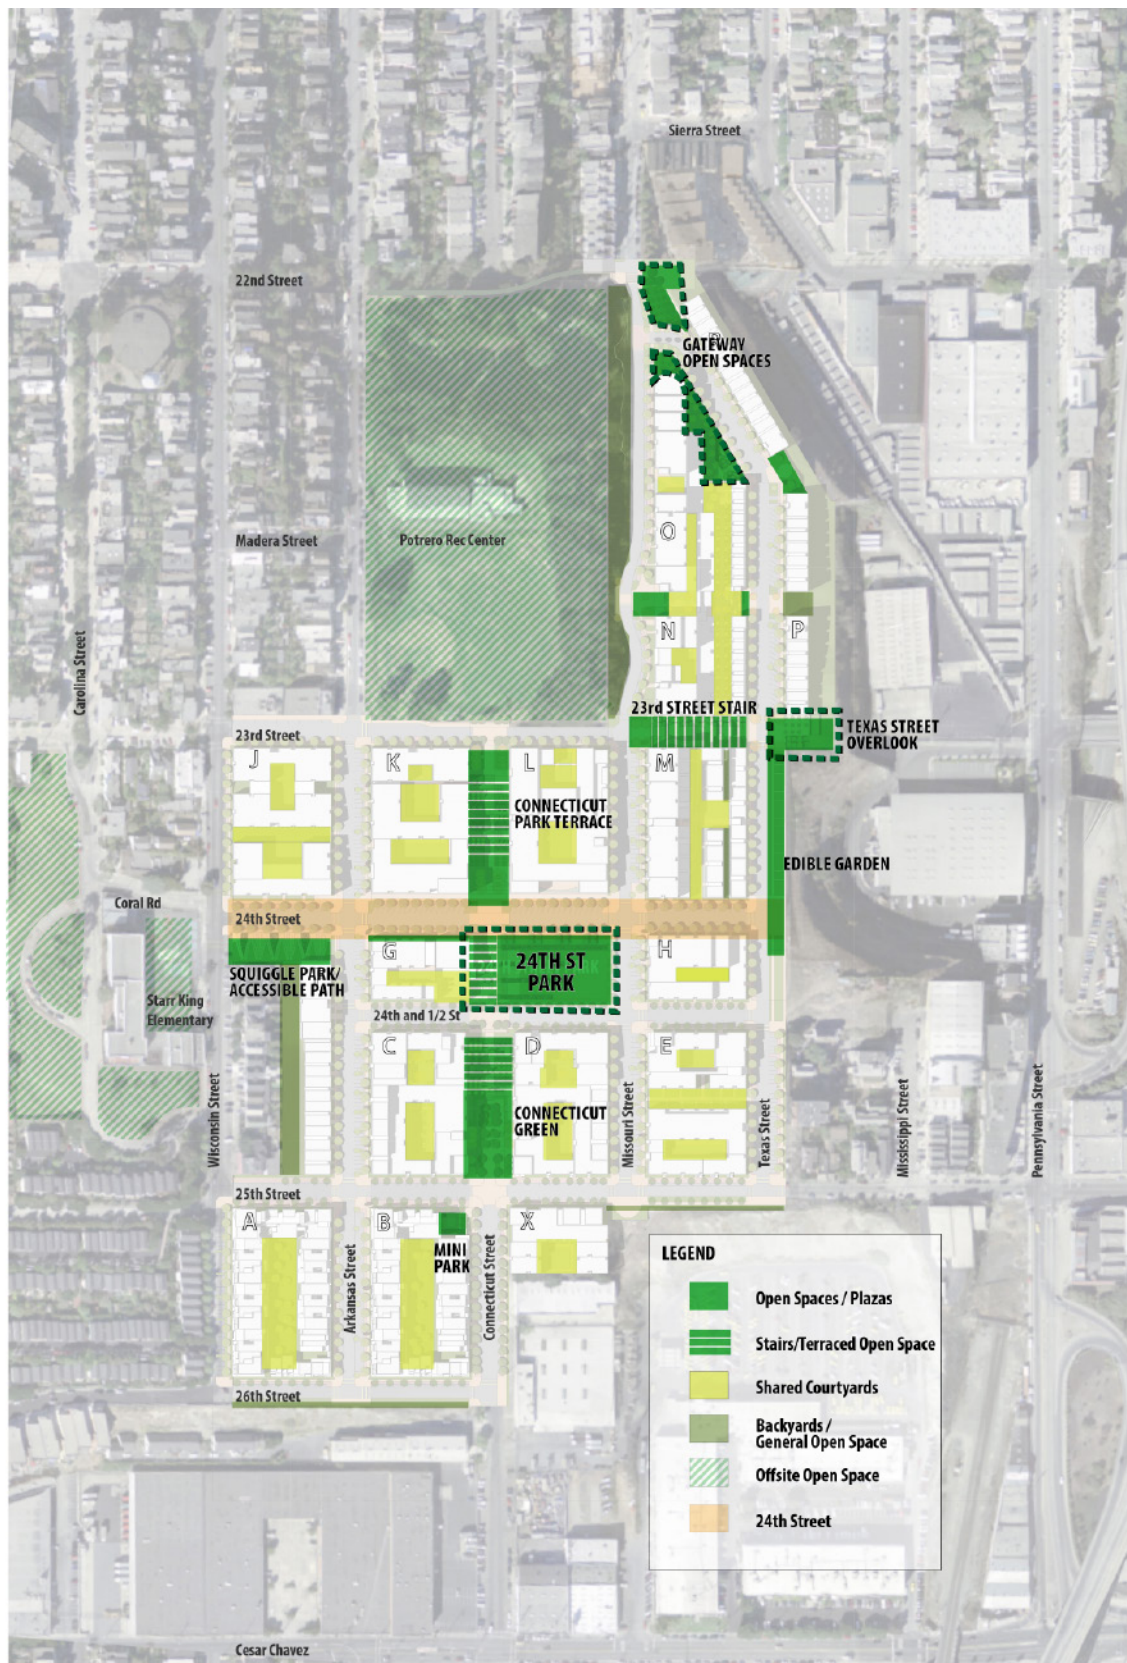 Sierra Street
22nd Street
R
GATEWAY
OPEN SPACES
Madera Street
Potrero Rec Center
O
N
P
Carolina Street
23rd STREET STAIR
TEXAS STREET
OVERLOOK
23rd Street
J
K
L
M
CONNECTICUT
PARK TERRACE
EDIBLE GARDEN
Coral Rd
24th Street
G
H
24TH ST
PARK
SQUIGGLE PARK/
ACCESSIBLE PATH
Starr King
Elementary
24th and 1/2 St
C
D
E
CONNECTICUT
GREEN
Wisconsin Street
Missouri Street
Texas Street
Mississippi Street
Pennsylvania Street
25th Street
A
B
X
MINI
PARK
Arkansas Street
Connecticut Street
26th Street
LEGEND
Open Spaces / Plazas
Stairs/Terraced Open Space
Shared Courtyards
Backyards /
General Open Space
Offsite Open Space
24th Street
Cesar Chavez